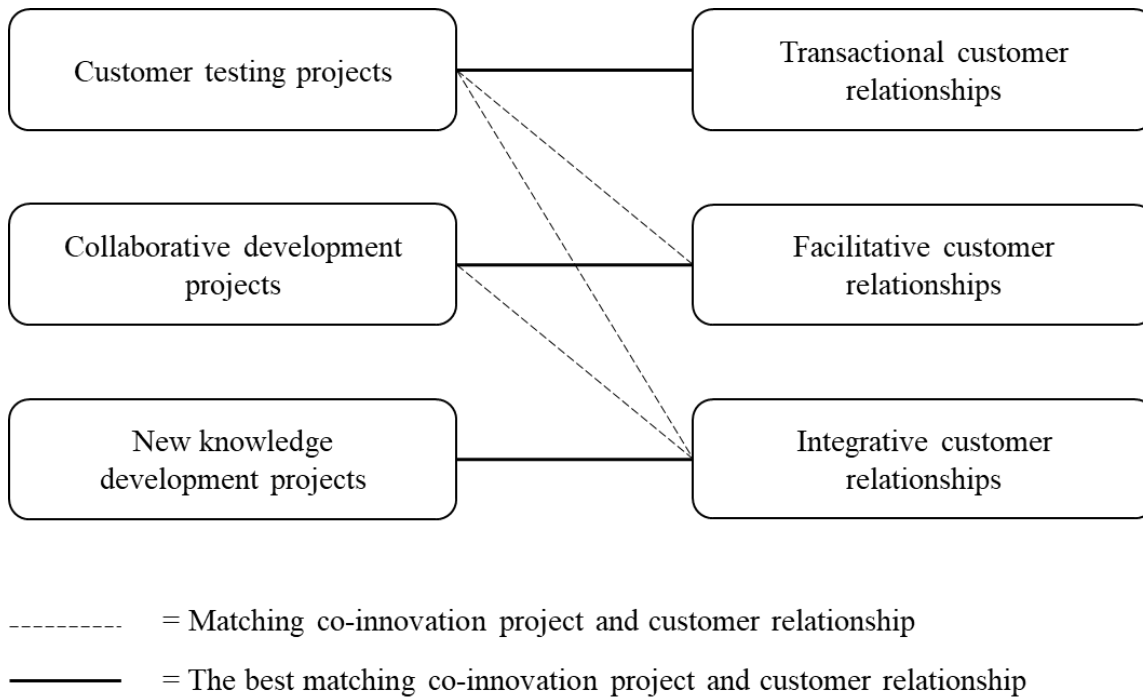 Customer testing projects
Transactional customer
relationships
Collaborative development
projects
Facilitative customer
relationships
New knowledge
development projects
Integrative customer
relationships
= Matching co-innovation project and customer relationship
= The best matching co-innovation project and customer relationship